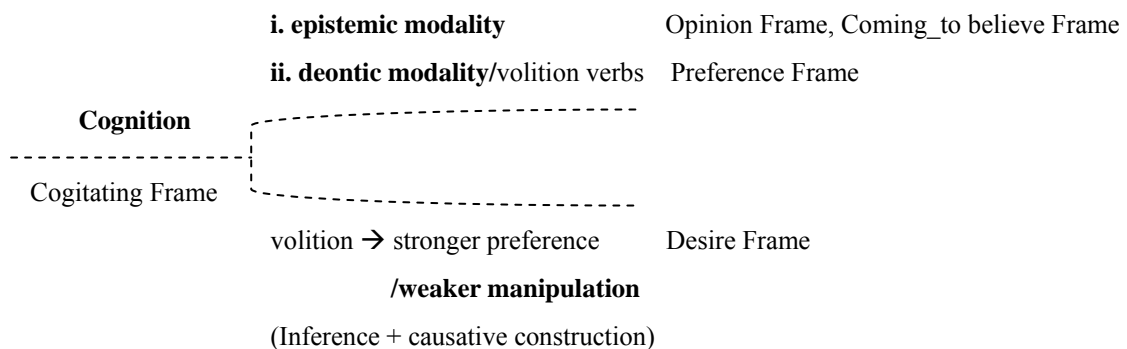 i. epistemic modality Opinion Frame, Coming_to believe Frame
ii. deontic modality/volition verbs Preference Frame
Cognition
Cogitating Frame
volition → stronger preference Desire Frame
/weaker manipulation
(Inference + causative construction)